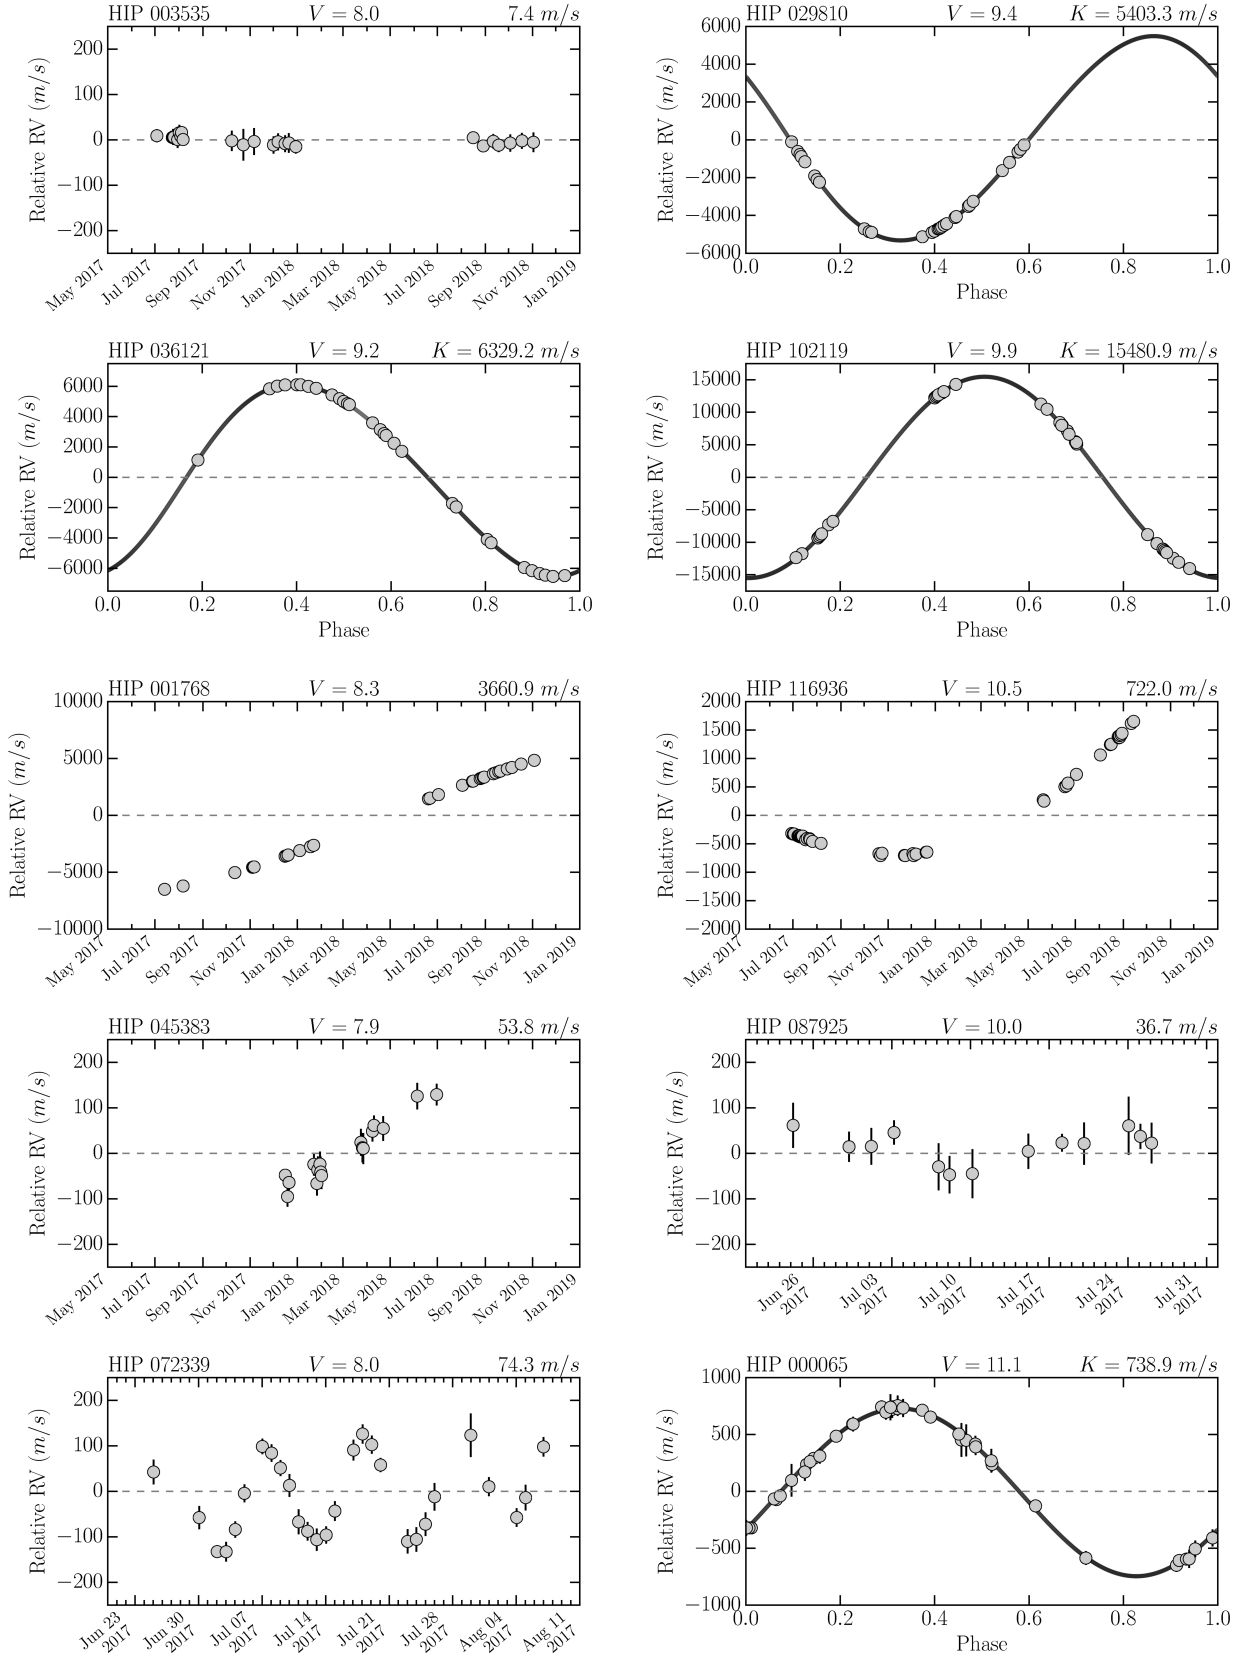 HIP 003535 V = 8.0 7.4 m/s
Relative RV (m/s)
200
100
0
−100
−200
May 2017 Jul 2017 Sep 2017 Nov 2017 Jan 2018 Mar 2018 May 2018 Jul 2018 Sep 2018 Nov 2018 Jan 2019
HIP 029810 V = 9.4 K = 5403.3 m/s
Relative RV (m/s)
6000
4000
2000
0
−2000
−4000
−6000
0.0 0.2 0.4 0.6 0.8 1.0
Phase
HIP 036121 V = 9.2 K = 6329.2 m/s
Relative RV (m/s)
6000
4000
2000
0
−2000
−4000
−6000
0.0 0.2 0.4 0.6 0.8 1.0
Phase
HIP 102119 V = 9.9 K = 15480.9 m/s
Relative RV (m/s)
15000
10000
5000
0
−5000
−10000
−15000
0.0 0.2 0.4 0.6 0.8 1.0
Phase
HIP 001768 V = 8.3 3660.9 m/s
Relative RV (m/s)
10000
5000
0
−5000
−10000
May 2017 Jul 2017 Sep 2017 Nov 2017 Jan 2018 Mar 2018 May 2018 Jul 2018 Sep 2018 Nov 2018 Jan 2019
HIP 116936 V = 10.5 722.0 m/s
Relative RV (m/s)
2000
1500
1000
500
0
−500
−1000
−1500
−2000
May 2017 Jul 2017 Sep 2017 Nov 2017 Jan 2018 Mar 2018 May 2018 Jul 2018 Sep 2018 Nov 2018 Jan 2019
HIP 045383 V = 7.9 53.8 m/s
Relative RV (m/s)
200
100
0
−100
−200
May 2017 Jul 2017 Sep 2017 Nov 2017 Jan 2018 Mar 2018 May 2018 Jul 2018 Sep 2018 Nov 2018 Jan 2019
HIP 087925 V = 10.0 36.7 m/s
Relative RV (m/s)
200
100
0
−100
−200
Jun 26 Jul 03 Jul 10 Jul 17 Jul 24 Jul 31
2017 2017 2017 2017 2017 2017
HIP 072339 V = 8.0 74.3 m/s
Relative RV (m/s)
200
100
0
−100
−200
Jun 23 Jun 30 Jul 07 Jul 14 Jul 21 Jul 28 Aug 04 Aug 11
2017 2017 2017 2017 2017 2017 2017 2017
HIP 000065 V = 11.1 K = 738.9 m/s
Relative RV (m/s)
1000
500
0
−500
−1000
0.0 0.2 0.4 0.6 0.8 1.0
Phase